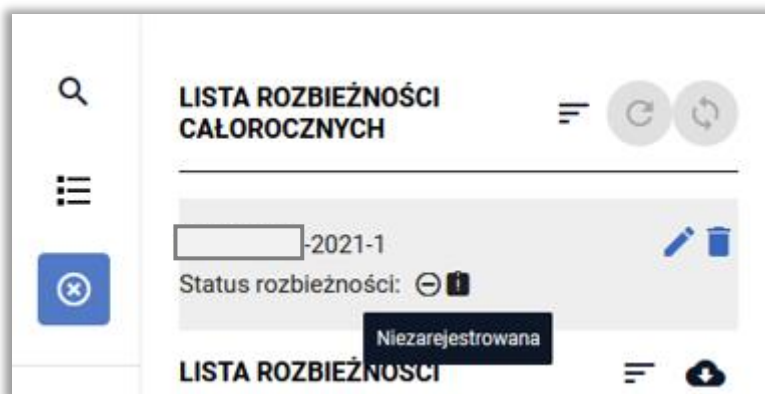 LISTA ROZBIEŻNOŚCI
CAŁOROCZNYCH
-2021-1
Status rozbieżności:
Niezarejestrowana
LISTA ROZBIEŻNOŚCI